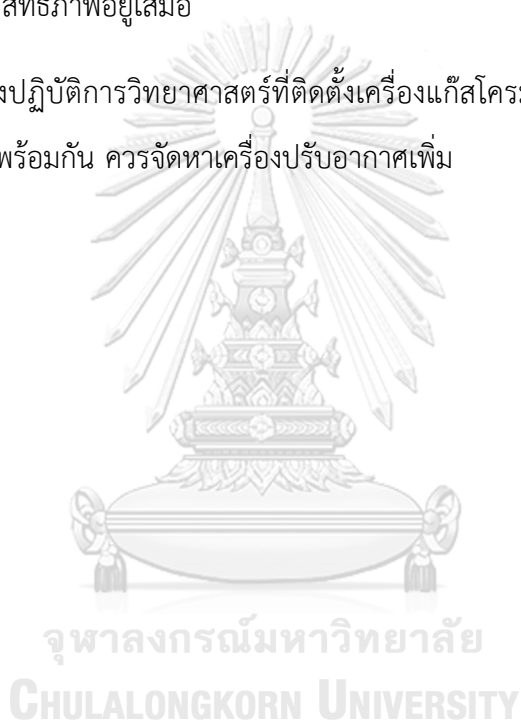 สิทธิภาพอยู่เสมอ
งปฏิบัติการวิทยาศาสตร์ที่ติดตั้งเครื่องแก๊สโคร
พร้อมกัน ควรจัดหาเครื่องปรับอากาศเพิ่ม
จุฬาลงกรณ์มหาวิทยาลัย
CHULALONGKORN UNIVERSITY